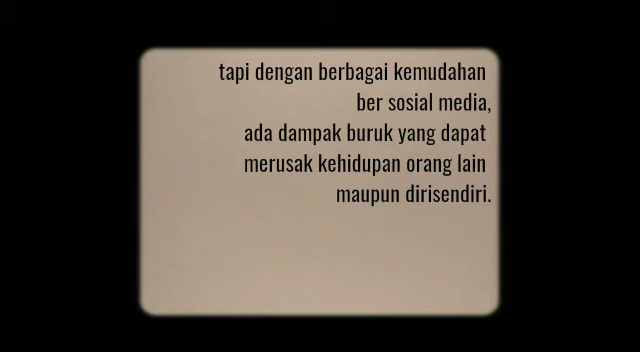 tapi dengan berbagai kemudahan
ber sosial media,
ada dampak buruk yang dapat
merusak kehidupan orang lain
maupun dirisendiri.